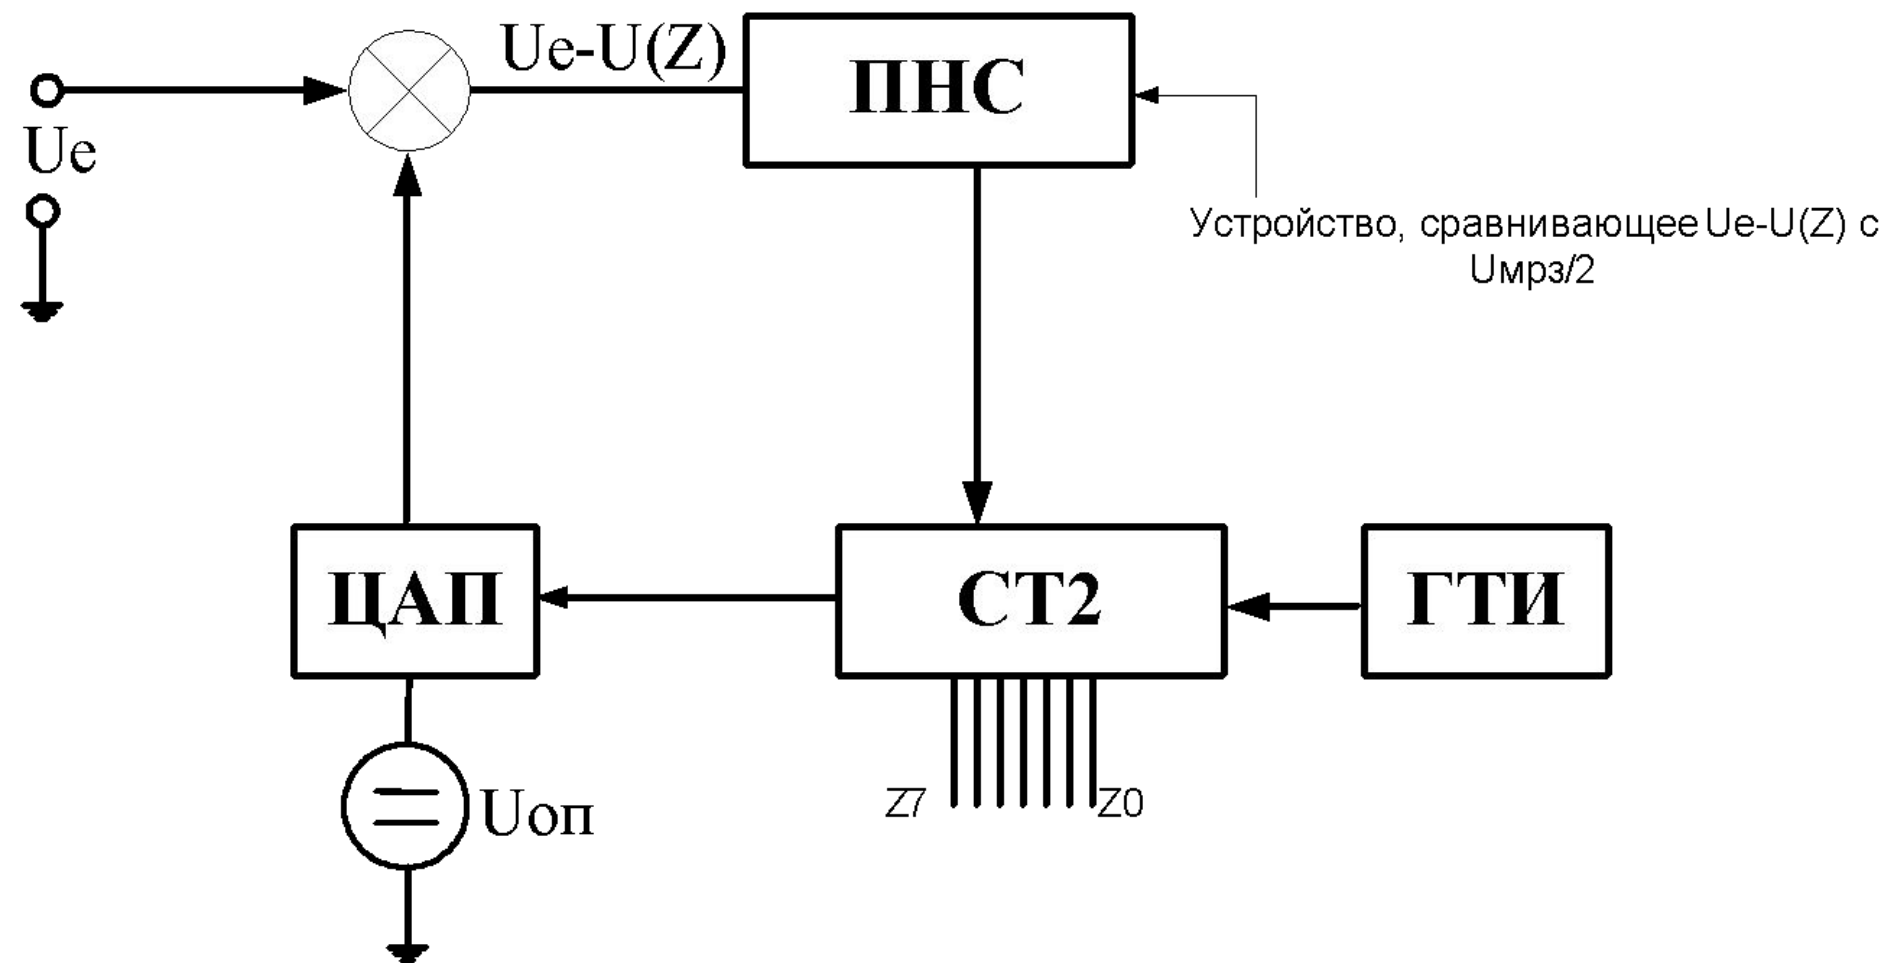 Ue-U(Z)
ПНС
Ue
Устройство, сравнивающее Ue-U(Z) с
Uмрз/2
ЦАП
СТ2
ГТИ
Z7
Z0
Uоп